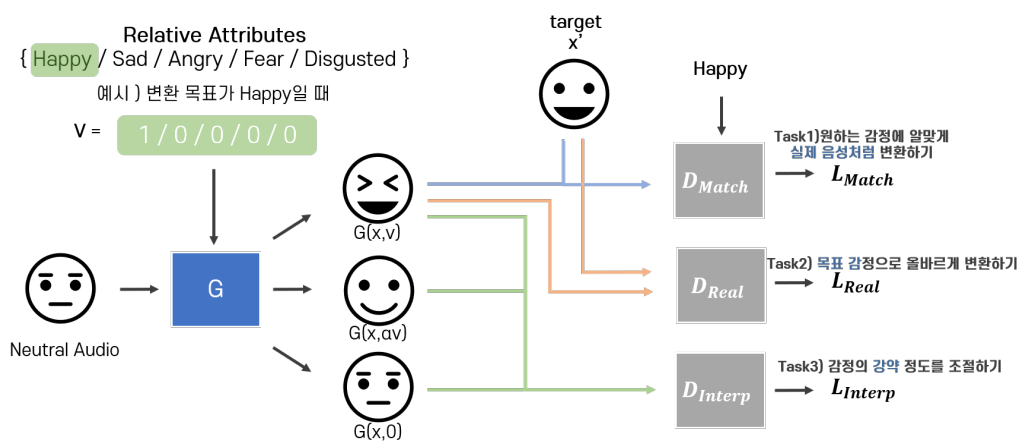 Relative Attributes
{ Happy / Sad / Angry / Fear / Disgusted }
예시 ) 변환 목표가 Happy일 때
V = 1 / 0 / 0 / 0 / 0
target
x’
Happy
Neutral Audio
G
G(x,v)
G(x,αv)
G(x,0)
D_Match
Task1)원하는 감정에 알맞게
실제 음성처럼 변환하기
L_Match
D_Real
Task2) 목표 감정으로 올바르게 변환하기
L_Real
D_Interp
Task3) 감정의 강약 정도를 조절하기
L_Interp